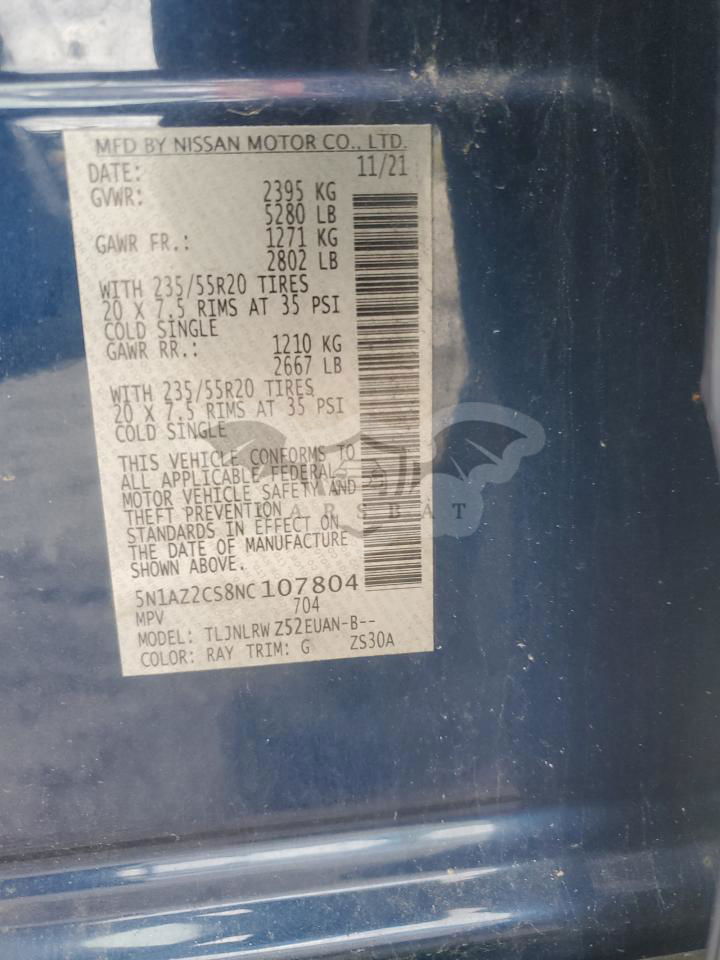 MFD BY NISSAN MOTOR CO., LTD.
DATE: 11/21
GVWR: 2395 KG
5280 LB
GAWR FR.: 1271 KG
2802 LB
WITH 235/55R20 TIRES
20 X 7.5 RIMS AT 35 PSI
COLD SINGLE
GAWR RR.: 1210 KG
2667 LB
WITH 235/55R20 TIRES
20 X 7.5 RIMS AT 35 PSI
COLD SINGLE
THIS VEHICLE CONFORMS TO
ALL APPLICABLE FEDERAL
MOTOR VEHICLE SAFETY AND
THEFT PREVENTION
STANDARDS IN EFFECT ON
THE DATE OF MANUFACTURE
SHOWN ABOVE.
5N1AZ2CS8NC107804
MPV 704
MODEL: TLJNLRW Z52EUAN-B--
COLOR: RAY TRIM: G ZS30A
CARSBAT